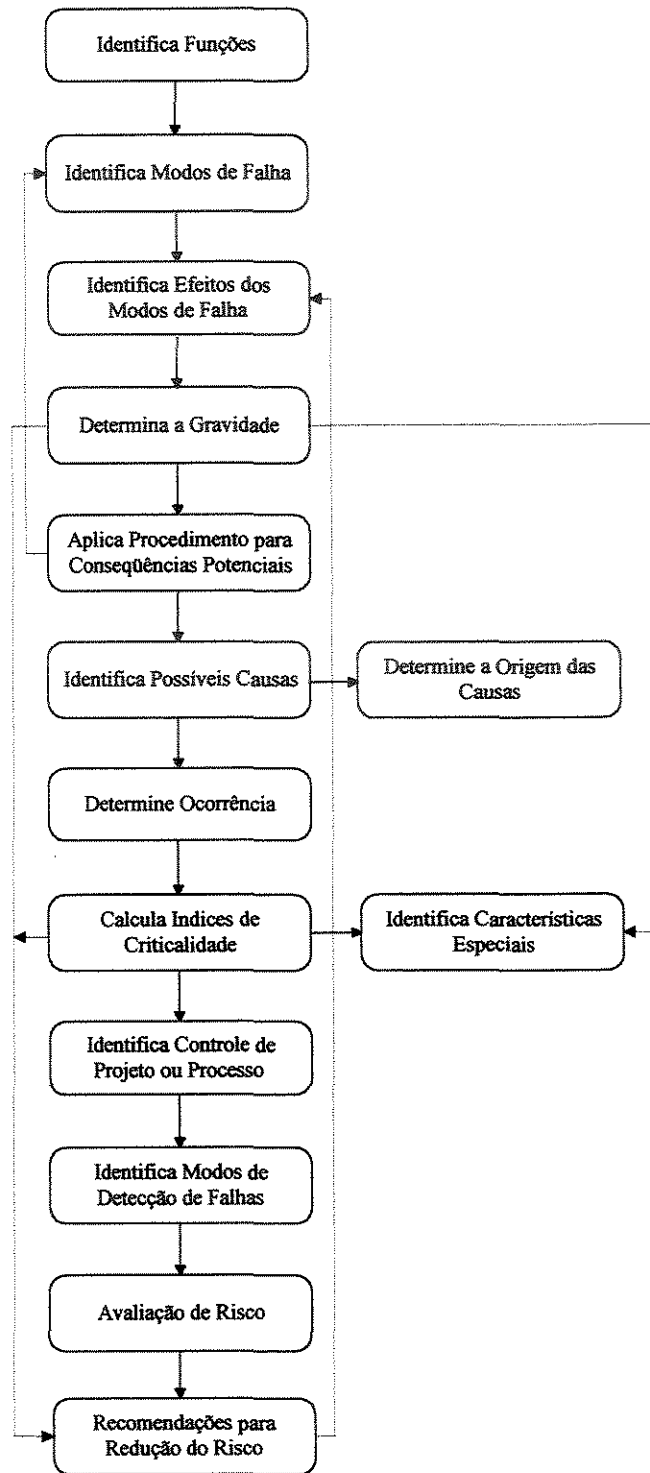 Identifica Funções
Identifica Modos de Falha
Identifica Efeitos dos
Modos de Falha
Determina a Gravidade
Aplica Procedimento para
Conseqüências Potenciais
Identifica Possíveis Causas
Determine a Origem das
Causas
Determine Ocorrência
Calcula Indices de
Criticalidade
Identifica Características
Especiais
Identifica Controle de
Projeto ou Processo
Identifica Modos de
Detecção de Falhas
Avaliação de Risco
Recomendações para
Redução do Risco